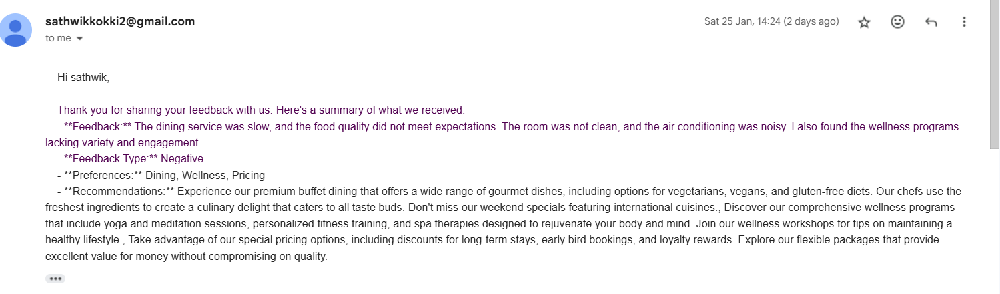 sathwikkokki2@gmail.com
Sat 25 Jan, 14:24 (2 days ago)
to me
Hi sathwik,
Thank you for sharing your feedback with us. Here's a summary of what we received:
- **Feedback:** The dining service was slow, and the food quality did not meet expectations. The room was not clean, and the air conditioning was noisy. I also found the wellness programs
lacking variety and engagement.
- **Feedback Type:** Negative
- **Preferences:** Dining, Wellness, Pricing
- **Recommendations:** Experience our premium buffet dining that offers a wide range of gourmet dishes, including options for vegetarians, vegans, and gluten-free diets. Our chefs use the
freshest ingredients to create a culinary delight that caters to all taste buds. Don't miss our weekend specials featuring international cuisines., Discover our comprehensive wellness programs
that include yoga and meditation sessions, personalized fitness training, and spa therapies designed to rejuvenate your body and mind. Join our wellness workshops for tips on maintaining a
healthy lifestyle., Take advantage of our special pricing options, including discounts for long-term stays, early bird bookings, and loyalty rewards. Explore our flexible packages that provide
excellent value for money without compromising on quality.